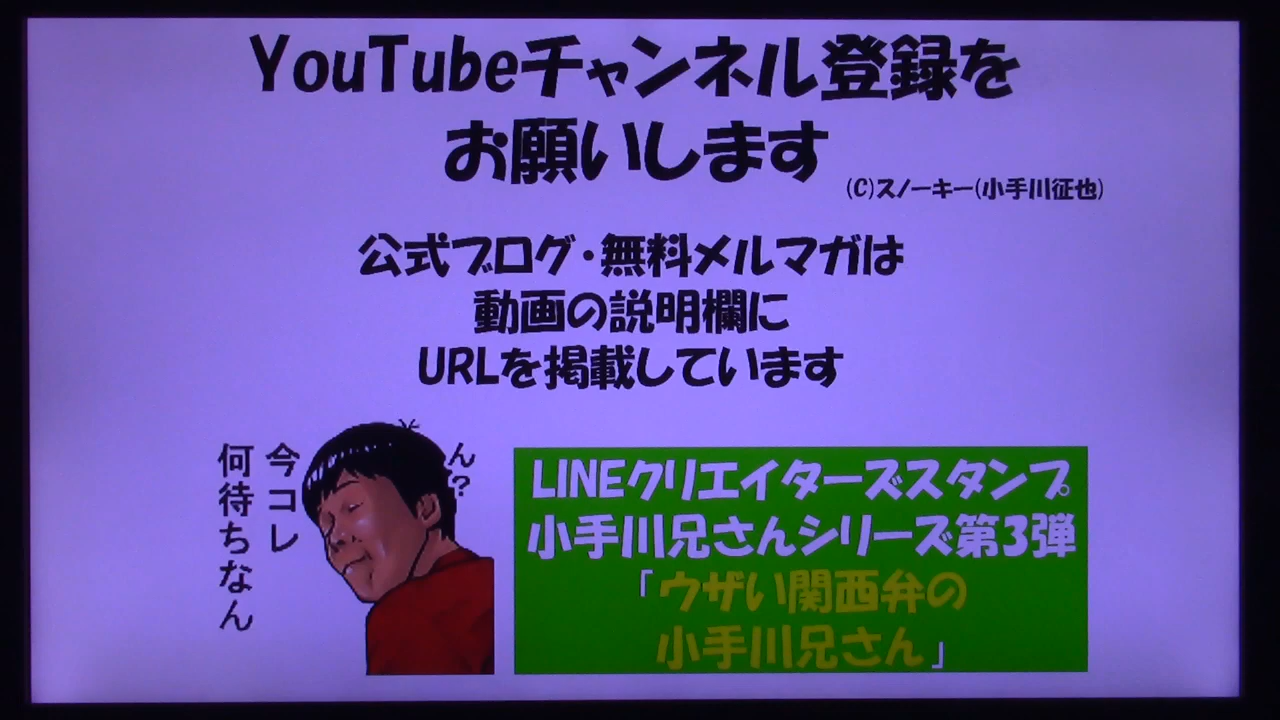 YouTubeチャンネル登録を
お願いします
(C)スノーキー(小手川征也)
公式ブログ・無料メルマガは
動画の説明欄に
URLを掲載しています
ん？
今コレ
何待ちなん
LINEクリエイターズスタンプ
小手川兄さんシリーズ第3弾
「ウザい関西弁の
小手川兄さん」